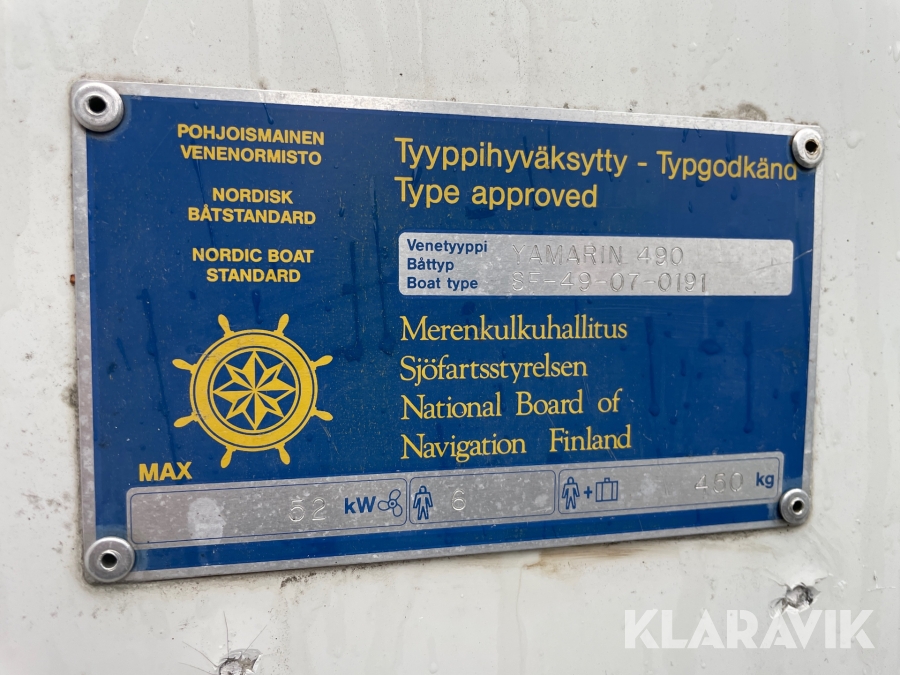 POHJOISMAINEN
VENENORMISTO
NORDISK
BÅTSTANDARD
NORDIC BOAT
STANDARD
Tyyppihyväksytty - Typgodkänd
Type approved
Venetyyppi YAMARIN 490
Båttyp
Boat type SF-49-07-0191
Merenkulkuhallitus
Sjöfartsstyrelsen
National Board of
Navigation Finland
MAX
52 kW 6 + 450 kg
KLARAVIK